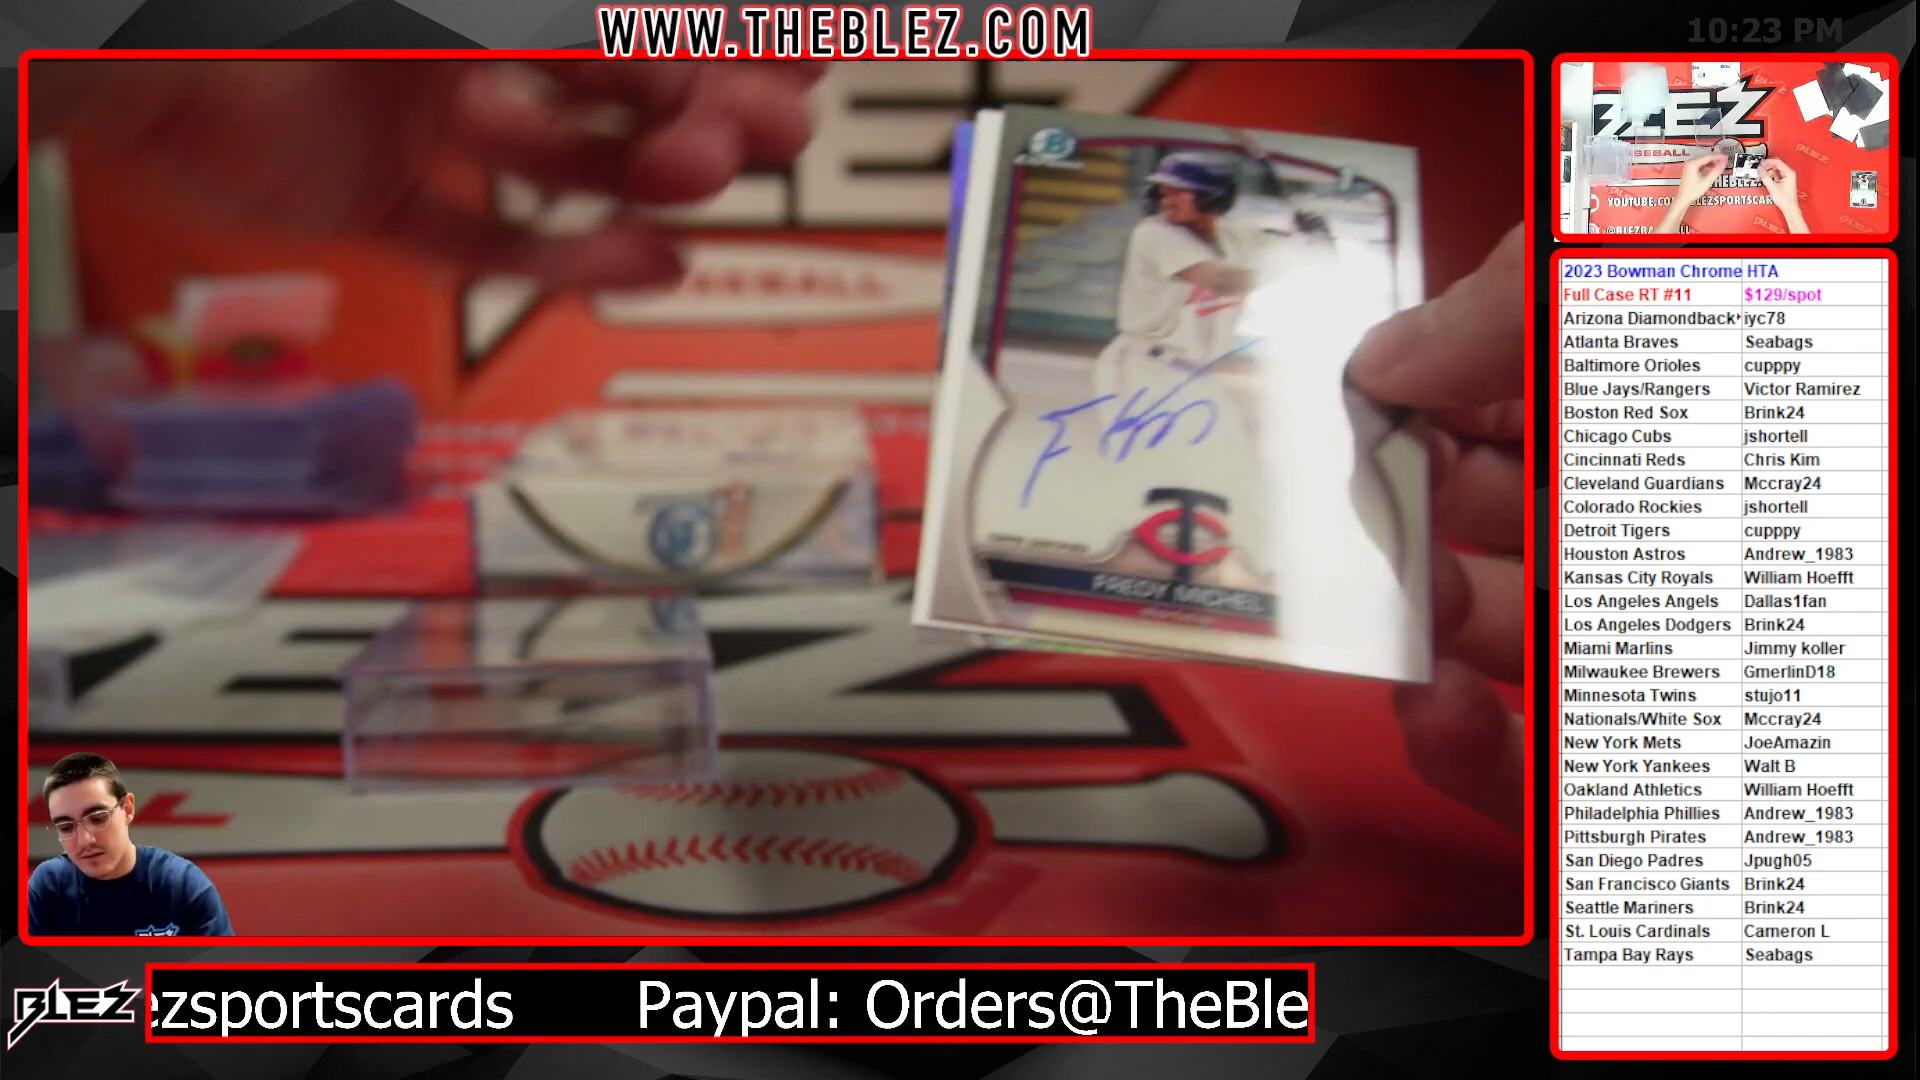 WWW.THEBLEZ.COM
10:23 PM
BLEZ
BASEBALL
FREDY MICHEL
BLEZ
YOUTUBE.CO
2023 Bowman Chrome HTA
Full Case RT #11 $129/spot
Arizona Diamondback iyc78
Atlanta Braves Seabags
Baltimore Orioles cupppy
Blue Jays/Rangers Victor Ramirez
Boston Red Sox Brink24
Chicago Cubs jshortell
Cincinnati Reds Chris Kim
Cleveland Guardians Mccray24
Colorado Rockies jshortell
Detroit Tigers cupppy
Houston Astros Andrew_1983
Kansas City Royals William Hoefft
Los Angeles Angels Dallas1fan
Los Angeles Dodgers Brink24
Miami Marlins Jimmy koller
Milwaukee Brewers GmerlinD18
Minnesota Twins stujo11
Nationals/White Sox Mccray24
New York Mets JoeAmazin
New York Yankees Walt B
Oakland Athletics William Hoefft
Philadelphia Phillies Andrew_1983
Pittsburgh Pirates Andrew_1983
San Diego Padres Jpugh05
San Francisco Giants Brink24
Seattle Mariners Brink24
St. Louis Cardinals Cameron L
Tampa Bay Rays Seabags
BLEZ
ezsportscards Paypal: Orders@TheBle